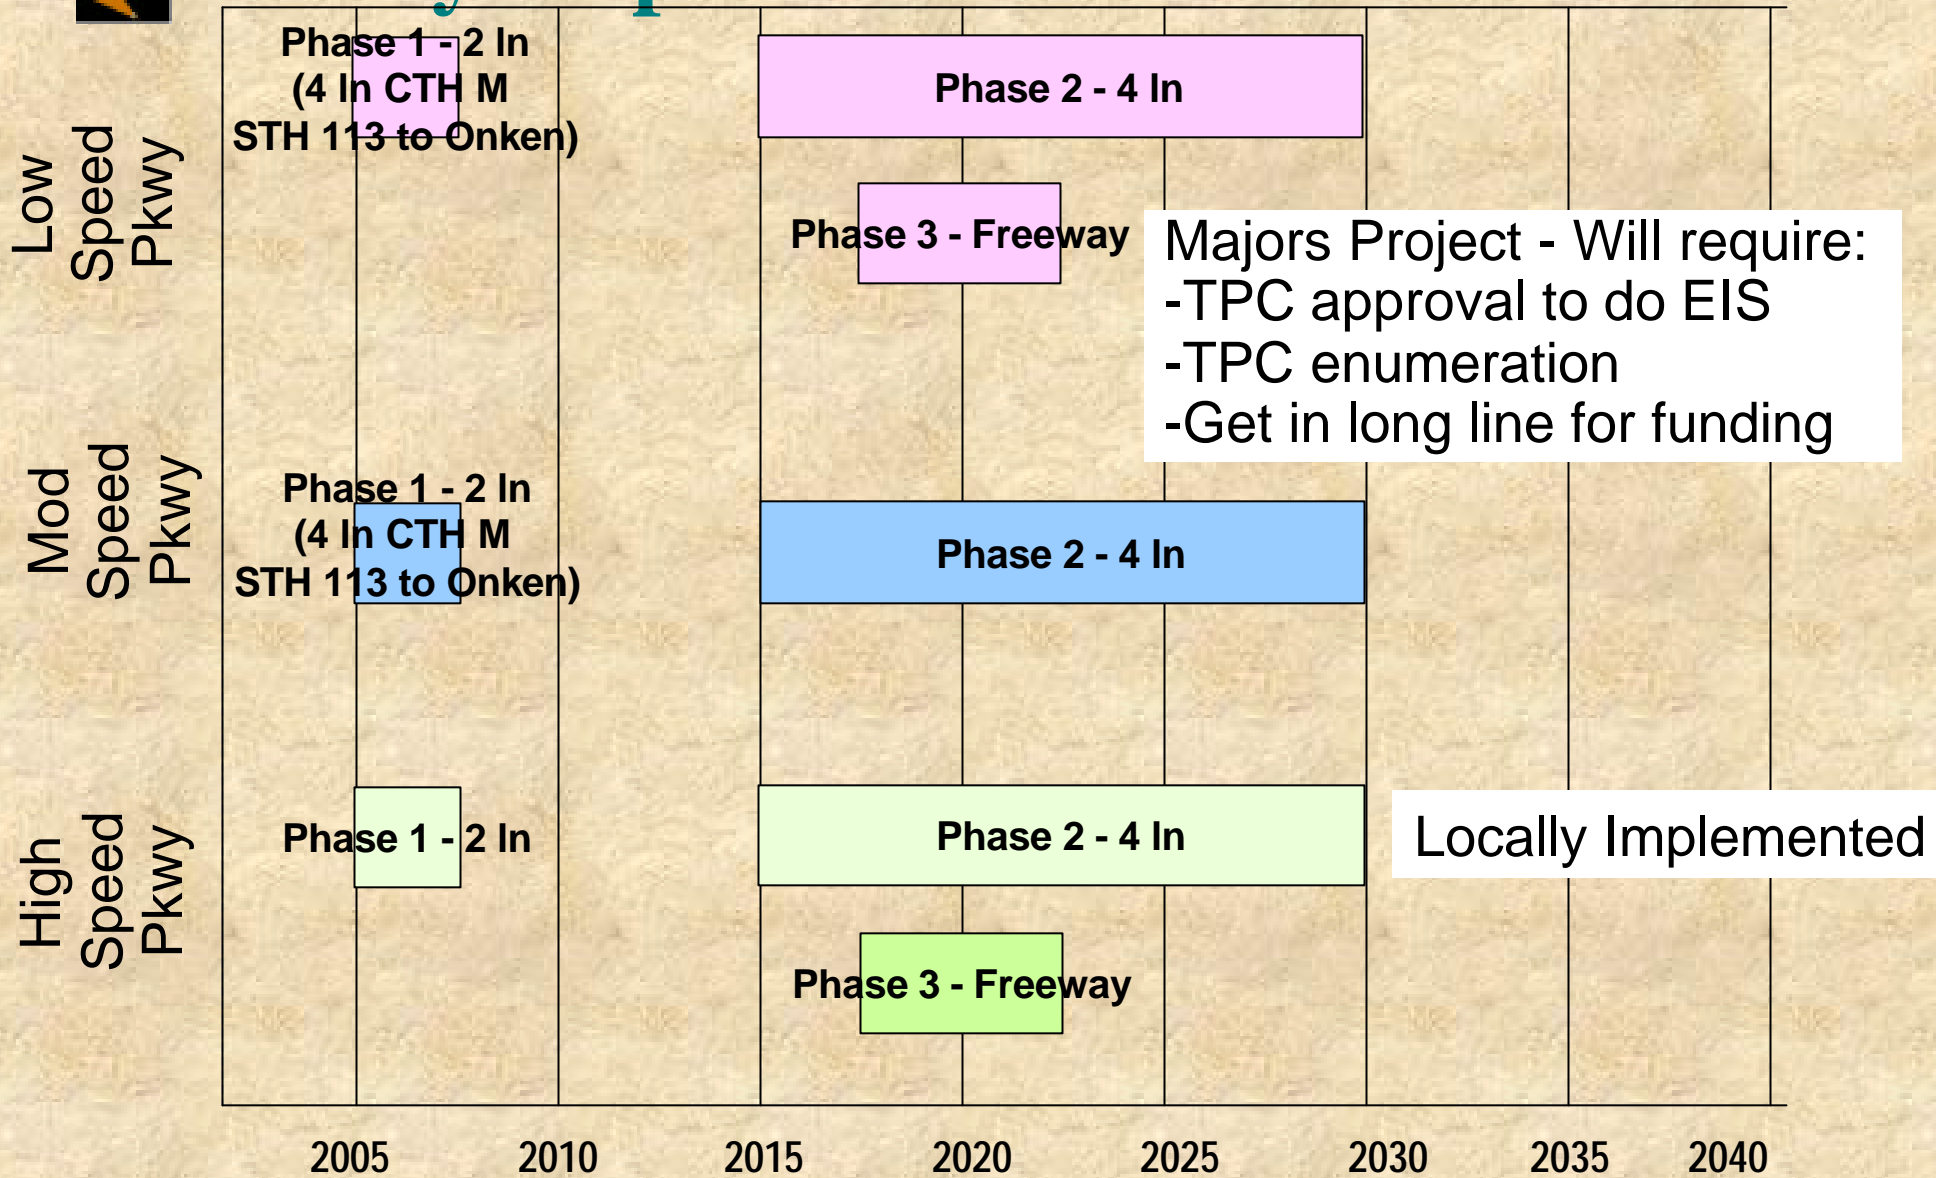 Phase 1 - 2 ln
(4 ln CTH M
STH 113 to Onken)
Phase 2 - 4 ln
Low
Speed
Pkwy
Phase 3 - Freeway
Majors Project - Will require:
-TPC approval to do EIS
-TPC enumeration
-Get in long line for funding
Mod
Speed
Pkwy
Phase 1 - 2 ln
(4 ln CTH M
STH 113 to Onken)
Phase 2 - 4 ln
High
Speed
Pkwy
Phase 1 - 2 ln
Phase 2 - 4 ln
Locally Implemented
Phase 3 - Freeway
2005 2010 2015 2020 2025 2030 2035 2040